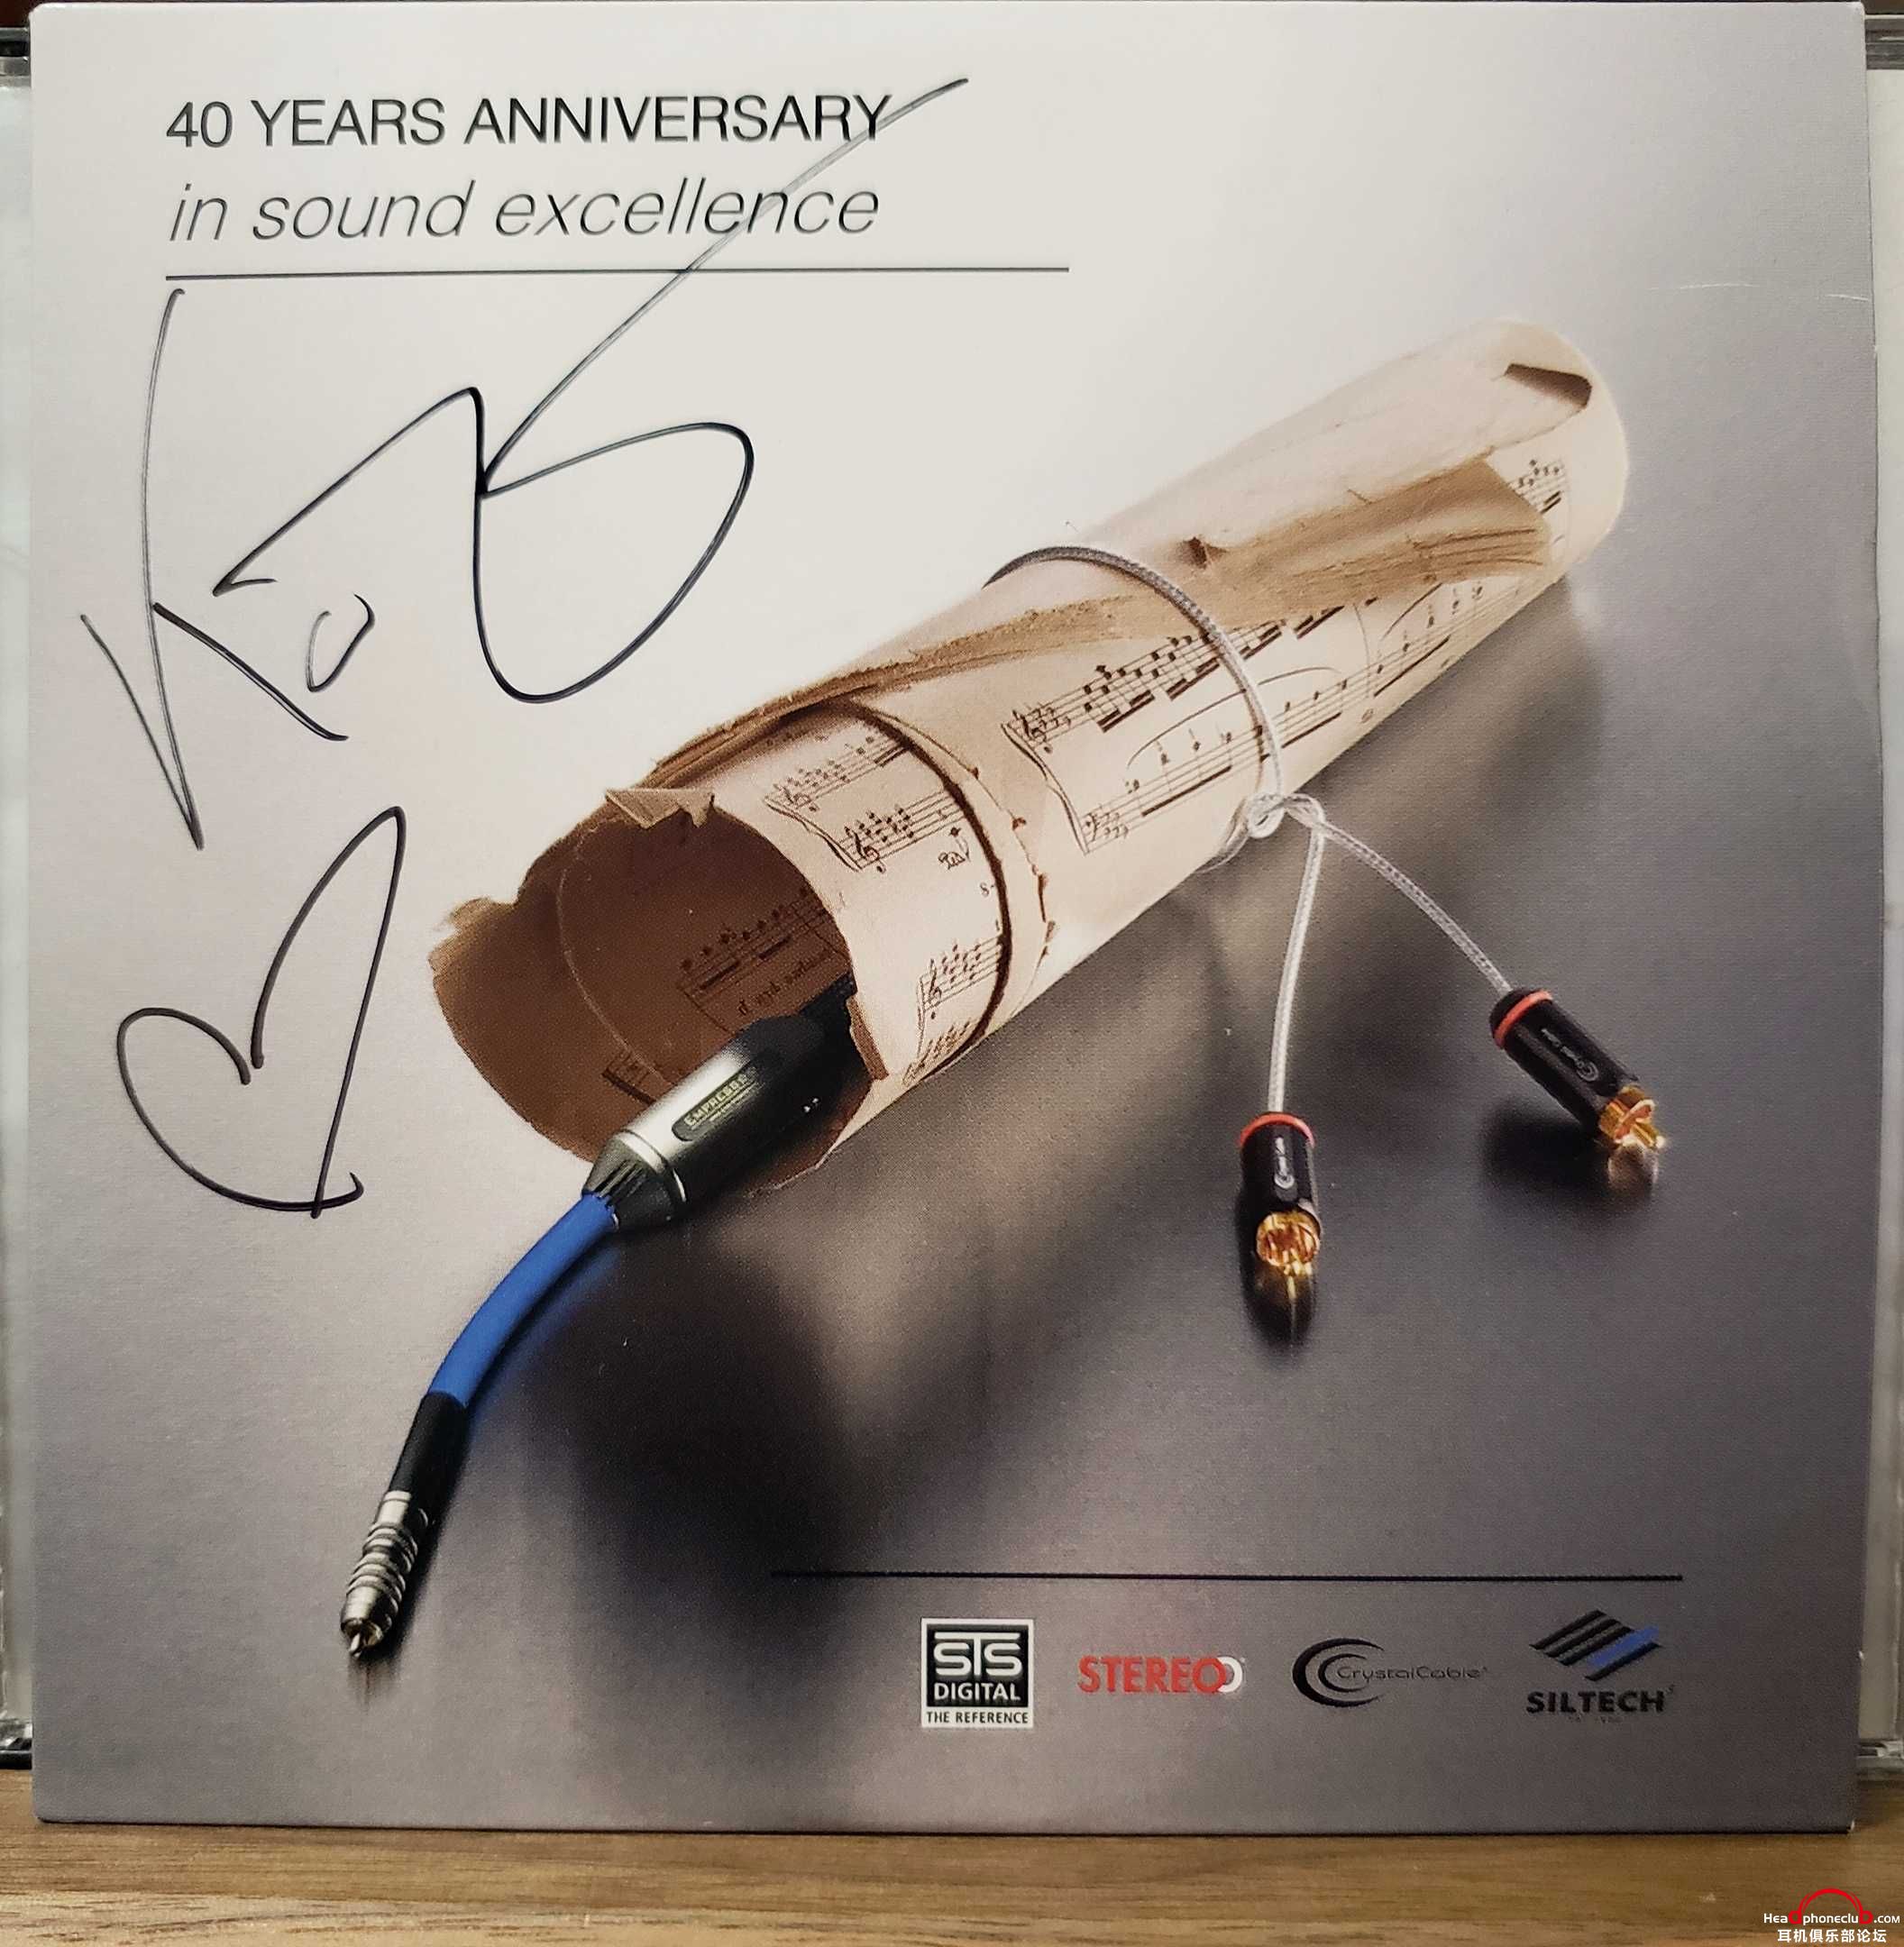 40 YEARS ANNIVERSARY
in sound excellence
EMPRESS
STS
DIGITAL
THE REFERENCE
STEREO
CrystalCable
SILTECH
Headphoneclub.com
耳机俱乐部论坛